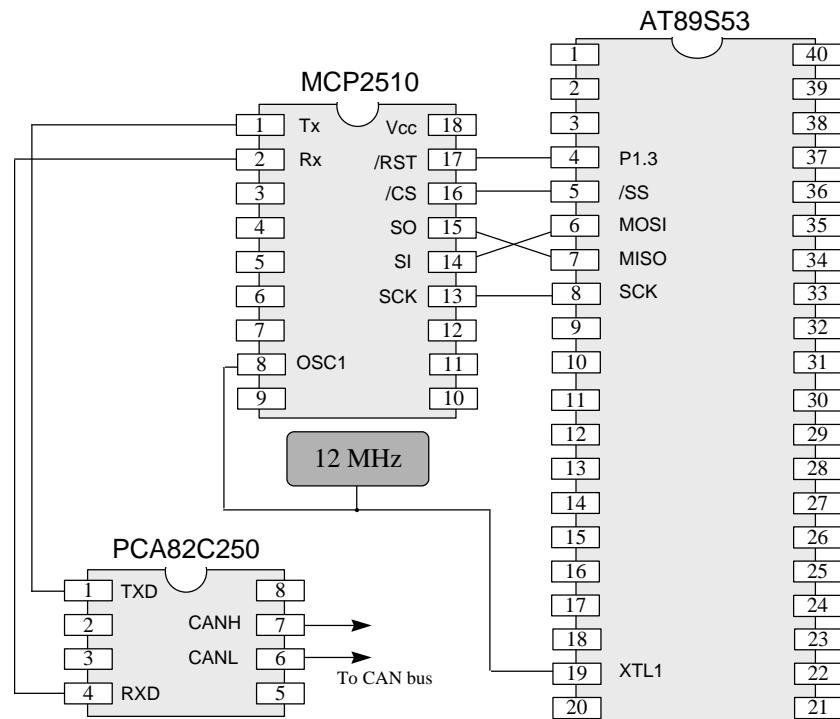 AT89S53
1 40
2 39
3 38
4 P1.3 37
5 /SS 36
6 MOSI 35
7 MISO 34
8 SCK 33
9 32
10 31
11 30
12 29
13 28
14 27
15 26
16 25
17 24
18 23
19 XTL1 22
20 21
MCP2510
1 Tx Vcc 18
2 Rx /RST 17
3 /CS 16
4 SO 15
5 SI 14
6 SCK 13
7 12
8 OSC1 11
9 10
12 MHz
PCA82C250
1 TXD 8
2 CANH 7
3 CANL 6
4 RXD 5
To CAN bus